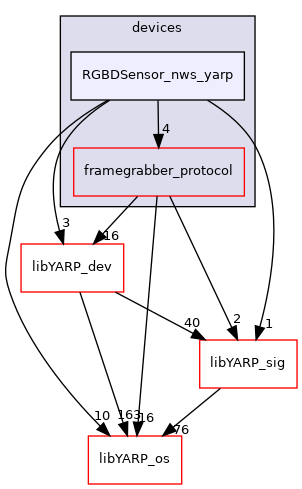 devices
RGBDSensor_nws_yarp
4
framegrabber_protocol
3
16
libYARP_dev
40
2
1
libYARP_sig
10
163
16
76
libYARP_os